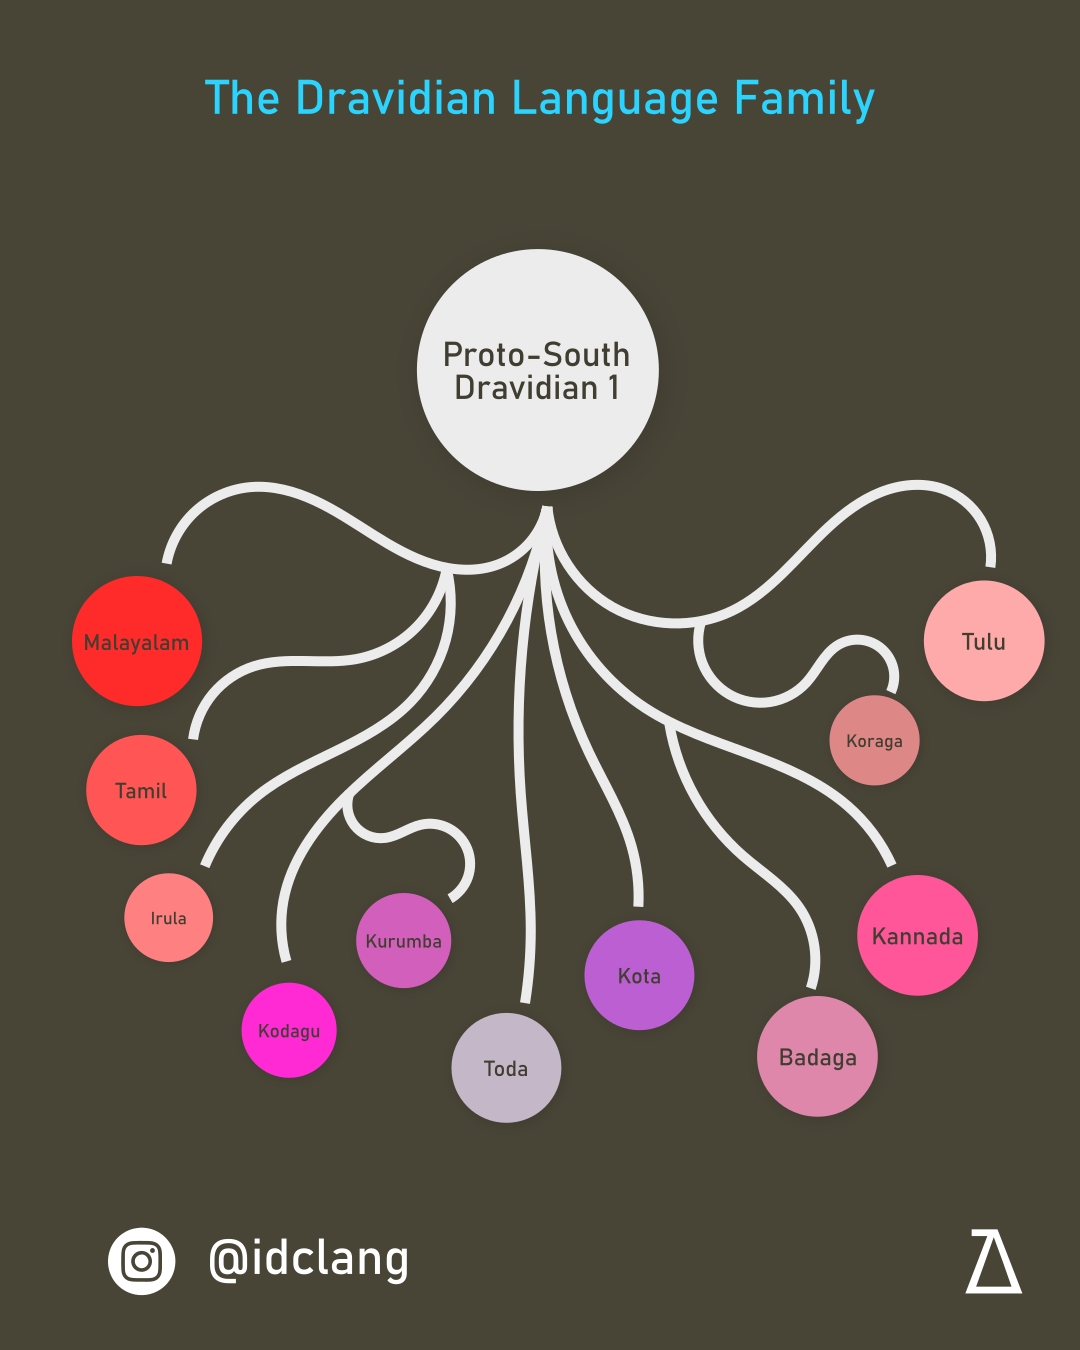 The Dravidian Language Family
Proto-South
Dravidian 1
Malayalam
Tulu
Koraga
Tamil
Irula
Kurumba
Kannada
Kota
Kodagu
Badaga
Toda
@idclang